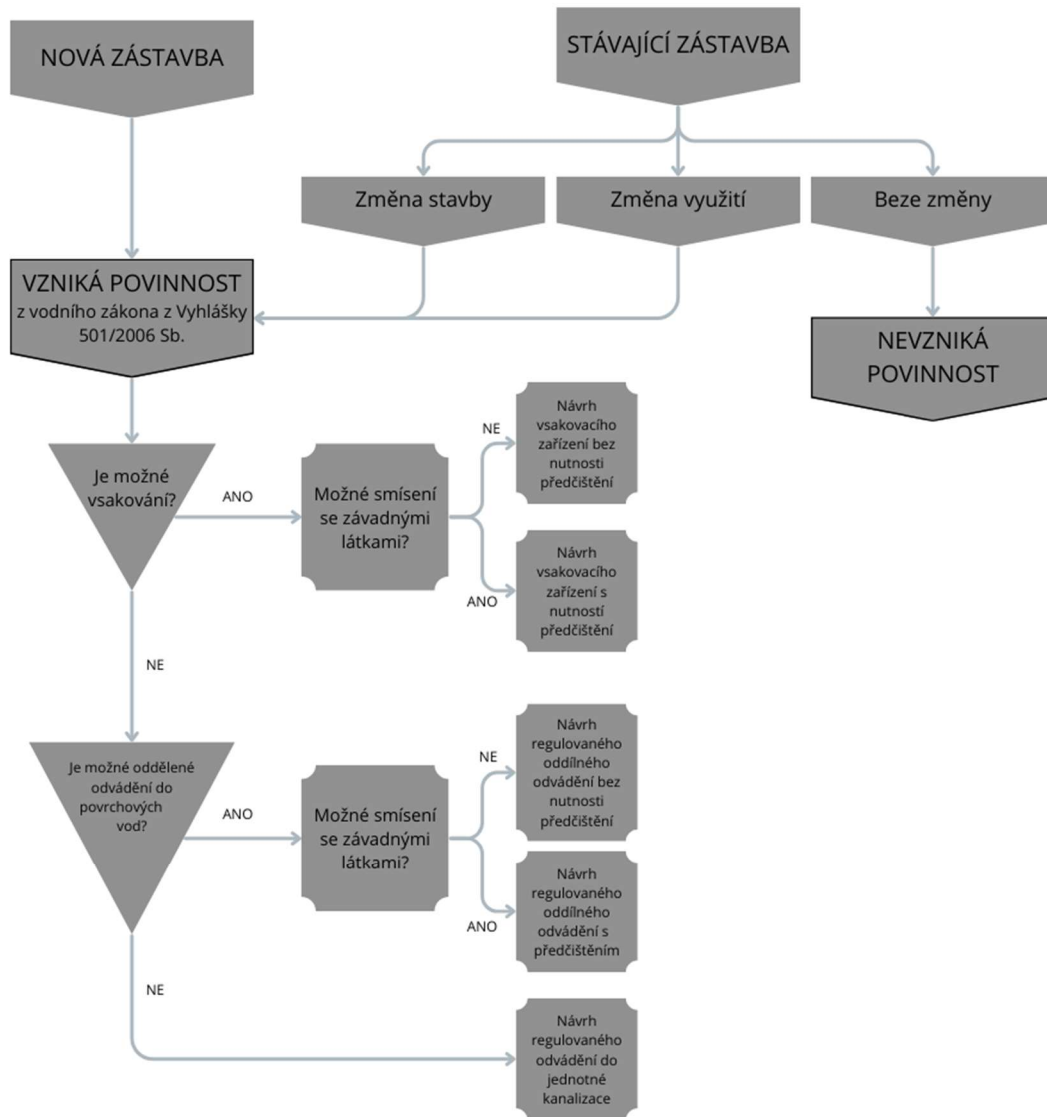 NOVÁ ZÁSTAVBA
STÁVAJÍCÍ ZÁSTAVBA
Změna stavby
Změna využití
Beze změny
VZNIKÁ POVINNOST
z vodního zákona z Vyhlášky
501/2006 Sb.
NEVZNIKÁ
POVINNOST
Je možné
vsakování?
ANO
Možné smísení
se závadnými
látkami?
NE
Návrh
vsakovacího
zařízení bez
nutnosti
předčištění
ANO
Návrh
vsakovacího
zařízení s
nutností
předčištění
NE
Je možné oddělené
odvádění do
povrchových
vod?
ANO
Možné smísení
se závadnými
látkami?
NE
Návrh
regulovaného
oddílného
odvádění bez
nutnosti
předčištění
ANO
Návrh
regulovaného
oddílného
odvádění s
předčištěním
NE
Návrh
regulovaného
odvádění do
jednotné
kanalizace